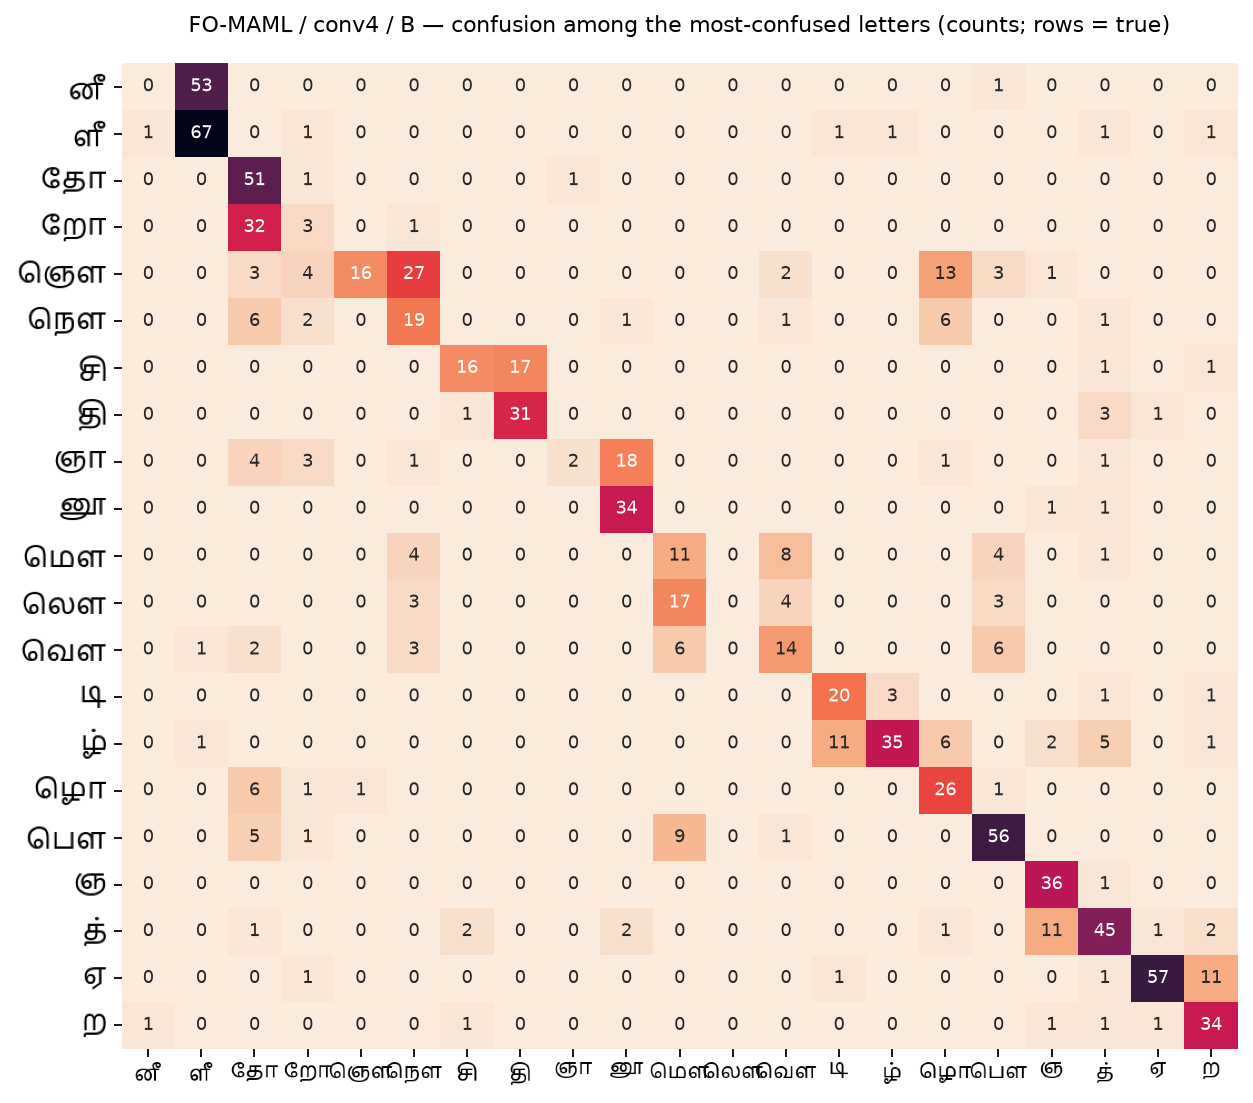 FO-MAML / conv4 / B — confusion among the most-confused letters (counts; rows = true)
னீ 0 53 0 0 0 0 0 0 0 0 0 0 0 0 0 0 1 0 0 0 0
ளீ 1 67 0 1 0 0 0 0 0 0 0 0 0 1 1 0 0 0 1 0 1
தோ 0 0 51 1 0 0 0 0 1 0 0 0 0 0 0 0 0 0 0 0 0
றோ 0 0 32 3 0 1 0 0 0 0 0 0 0 0 0 0 0 0 0 0 0
ஞௌ 0 0 3 4 16 27 0 0 0 0 0 0 2 0 0 13 3 1 0 0 0
நௌ 0 0 6 2 0 19 0 0 0 1 0 0 1 0 0 6 0 0 1 0 0
சி 0 0 0 0 0 0 16 17 0 0 0 0 0 0 0 0 0 0 1 0 1
தி 0 0 0 0 0 0 1 31 0 0 0 0 0 0 0 0 0 0 3 1 0
ஞா 0 0 4 3 0 1 0 0 2 18 0 0 0 0 0 1 0 0 1 0 0
னூ 0 0 0 0 0 0 0 0 0 34 0 0 0 0 0 0 0 1 1 0 0
மௌ 0 0 0 0 0 4 0 0 0 0 11 0 8 0 0 0 4 0 1 0 0
லௌ 0 0 0 0 0 3 0 0 0 0 17 0 4 0 0 0 3 0 0 0 0
வௌ 0 1 2 0 0 3 0 0 0 0 6 0 14 0 0 0 6 0 0 0 0
டி 0 0 0 0 0 0 0 0 0 0 0 0 0 20 3 0 0 0 1 0 1
ழ் 0 1 0 0 0 0 0 0 0 0 0 0 0 11 35 6 0 2 5 0 1
ழொ 0 0 6 1 1 0 0 0 0 0 0 0 0 0 0 26 1 0 0 0 0
பௌ 0 0 5 1 0 0 0 0 0 0 9 0 1 0 0 0 56 0 0 0 0
ஞ 0 0 0 0 0 0 0 0 0 0 0 0 0 0 0 0 0 36 1 0 0
த் 0 0 1 0 0 0 2 0 0 2 0 0 0 0 0 1 0 11 45 1 2
ஏ 0 0 0 1 0 0 0 0 0 0 0 0 0 1 0 0 0 0 1 57 11
ற 1 0 0 0 0 0 1 0 0 0 0 0 0 0 0 0 0 1 1 1 34
னீ ளீ தோ றோ ஞௌ நௌ சி தி ஞா னூ மௌ லௌ வௌ டி ழ் ழொ பௌ ஞ த் ஏ ற